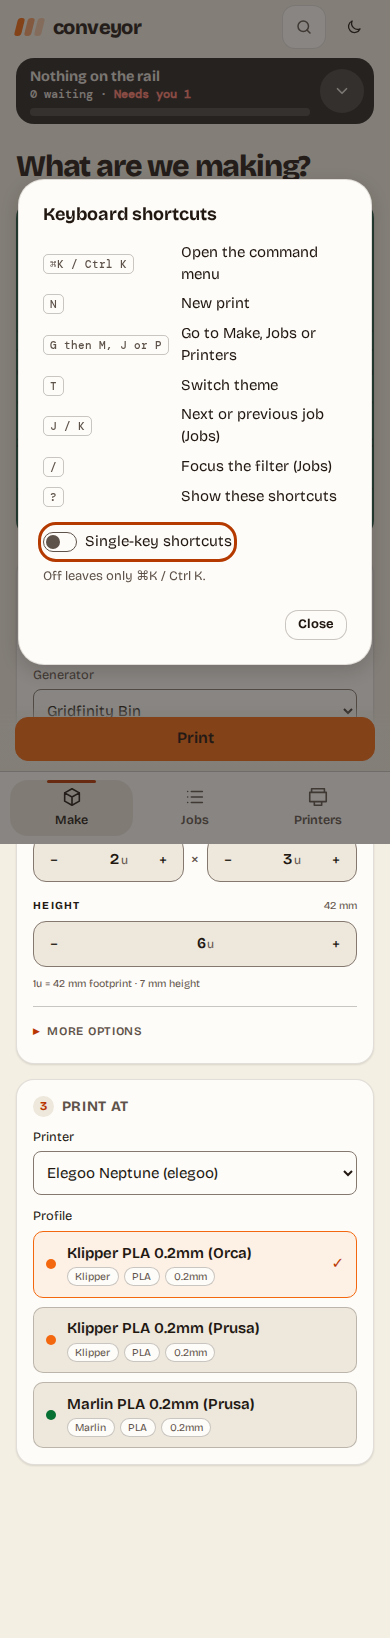 conveyor
Nothing on the rail
0 waiting · Needs you 1
What are we making?
Keyboard shortcuts
⌘K / Ctrl K
Open the command
menu
N
New print
G then M, J or P
Go to Make, Jobs or
Printers
T
Switch theme
J / K
Next or previous job
(Jobs)
/
Focus the filter (Jobs)
?
Show these shortcuts
Single-key shortcuts
Off leaves only ⌘K / Ctrl K.
Close
Generator
Gridfinity Bin
Print
Make
Jobs
Printers
− 2 u + × − 3 u +
HEIGHT
42 mm
− 6 u +
1u = 42 mm footprint · 7 mm height
▸ MORE OPTIONS
3 PRINT AT
Printer
Elegoo Neptune (elegoo)
Profile
Klipper PLA 0.2mm (Orca) ✓
Klipper PLA 0.2mm
Klipper PLA 0.2mm (Prusa)
Klipper PLA 0.2mm
Marlin PLA 0.2mm (Prusa)
Marlin PLA 0.2mm